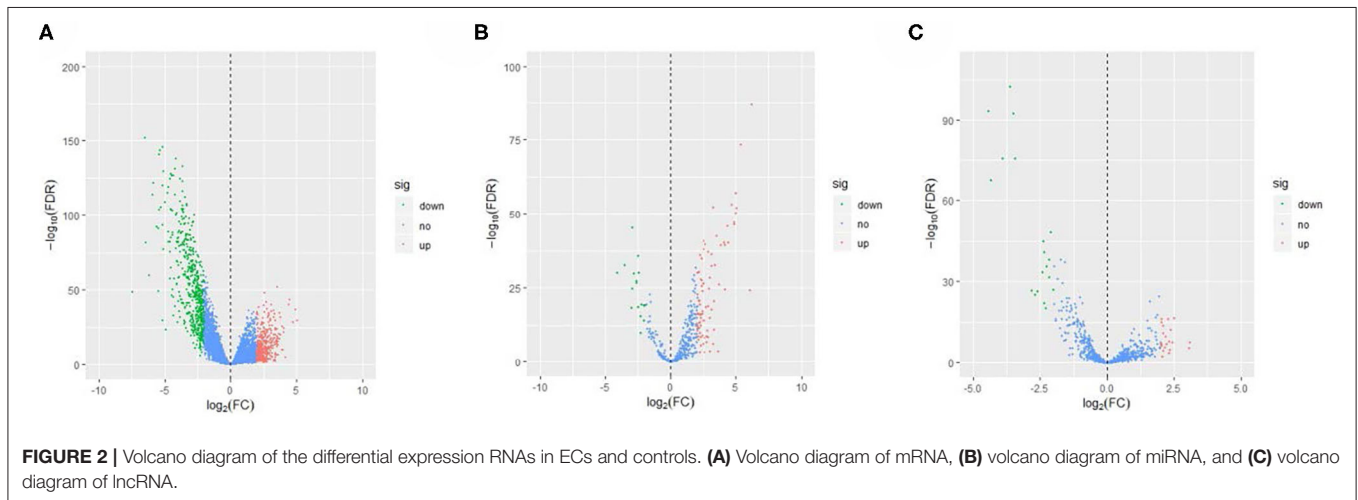 A
B
C
200
150
100
50
0
-10
-5
0
5
10
−log₁₀(FDR)
log₂(FC)
sig
down
no
up
100
75
50
25
0
-10
-5
0
5
10
−log₁₀(FDR)
log₂(FC)
sig
down
no
up
90
60
30
0
-5.0
-2.5
0.0
2.5
5.0
−log₁₀(FDR)
log₂(FC)
sig
down
no
up
FIGURE 2 | Volcano diagram of the differential expression RNAs in ECs and controls. (A) Volcano diagram of mRNA, (B) volcano diagram of miRNA, and (C) volcano
diagram of lncRNA.